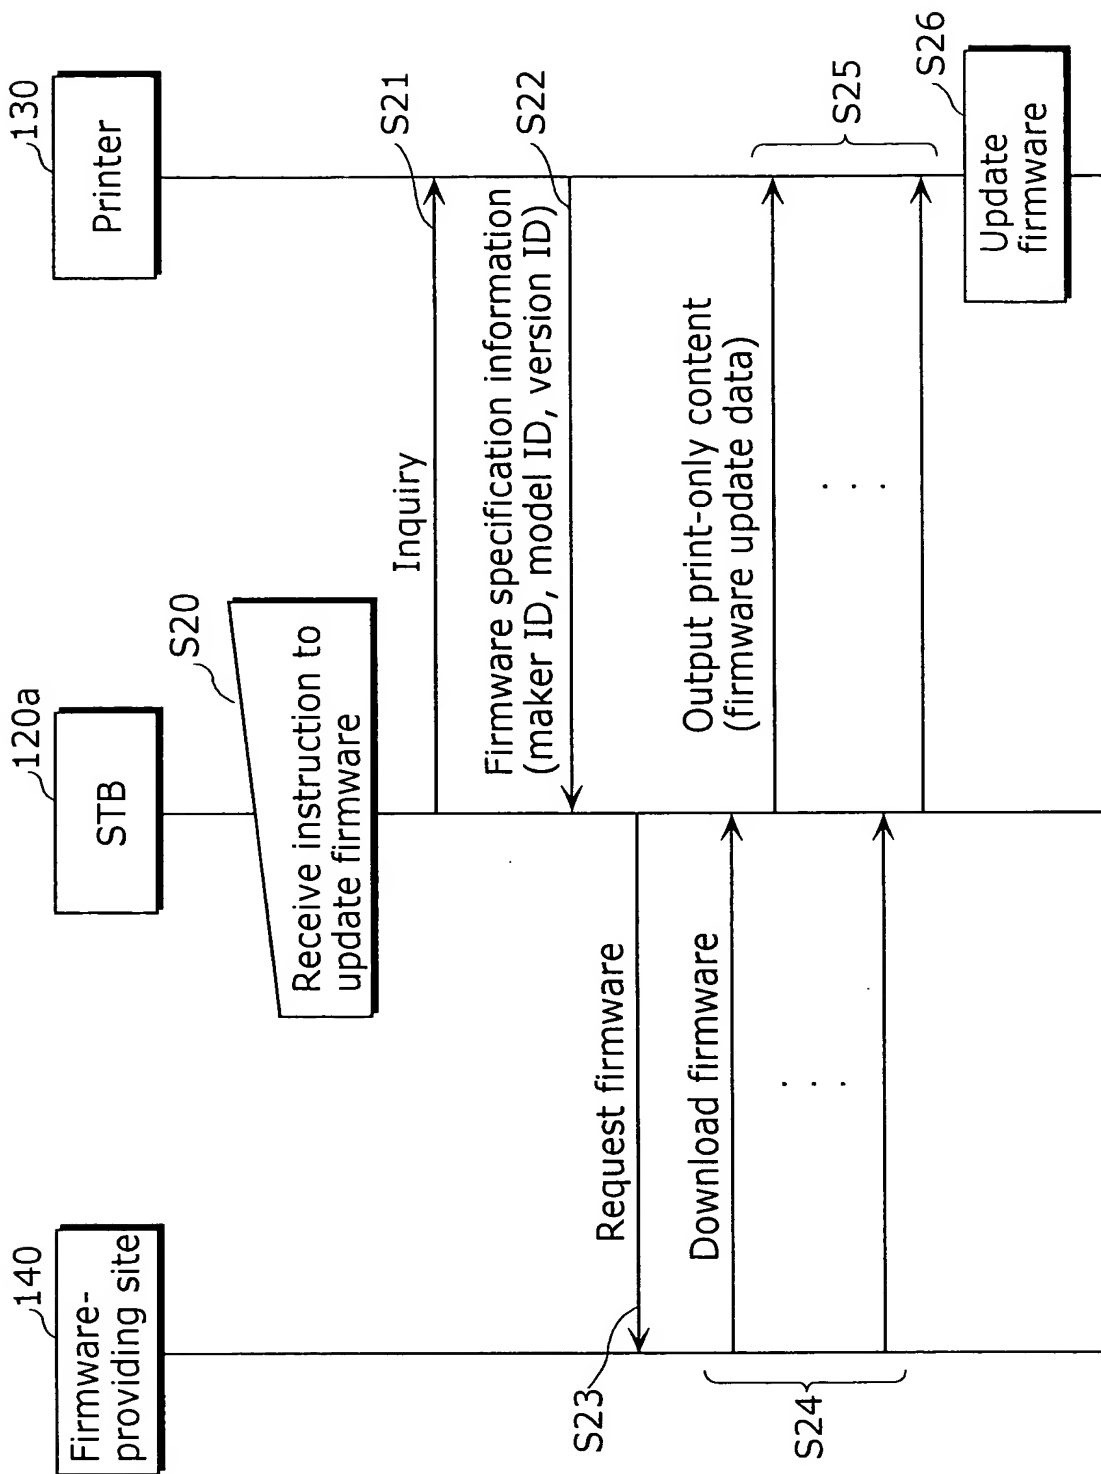 140
Firmware-
providing site
120a
STB
130
Printer
S20
Receive instruction to
update firmware
Inquiry
S21
Firmware specification information
(maker ID, model ID, version ID)
S22
Request firmware
S23
Download firmware
. . .
S24
Output print-only content
(firmware update data)
. . .
S25
S26
Update
firmware